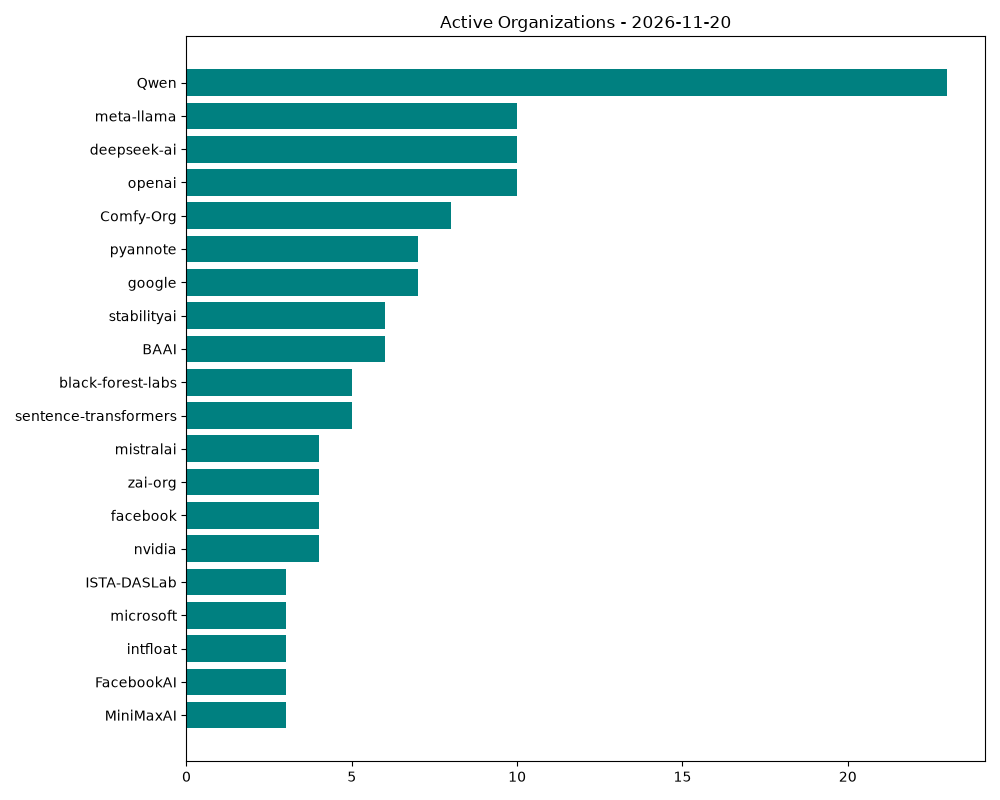 Active Organizations - 2026-11-20
Qwen
meta-llama
deepseek-ai
openai
Comfy-Org
pyannote
google
stabilityai
BAAI
black-forest-labs
sentence-transformers
mistralai
zai-org
facebook
nvidia
ISTA-DASLab
microsoft
intfloat
FacebookAI
MiniMaxAI
0 5 10 15 20